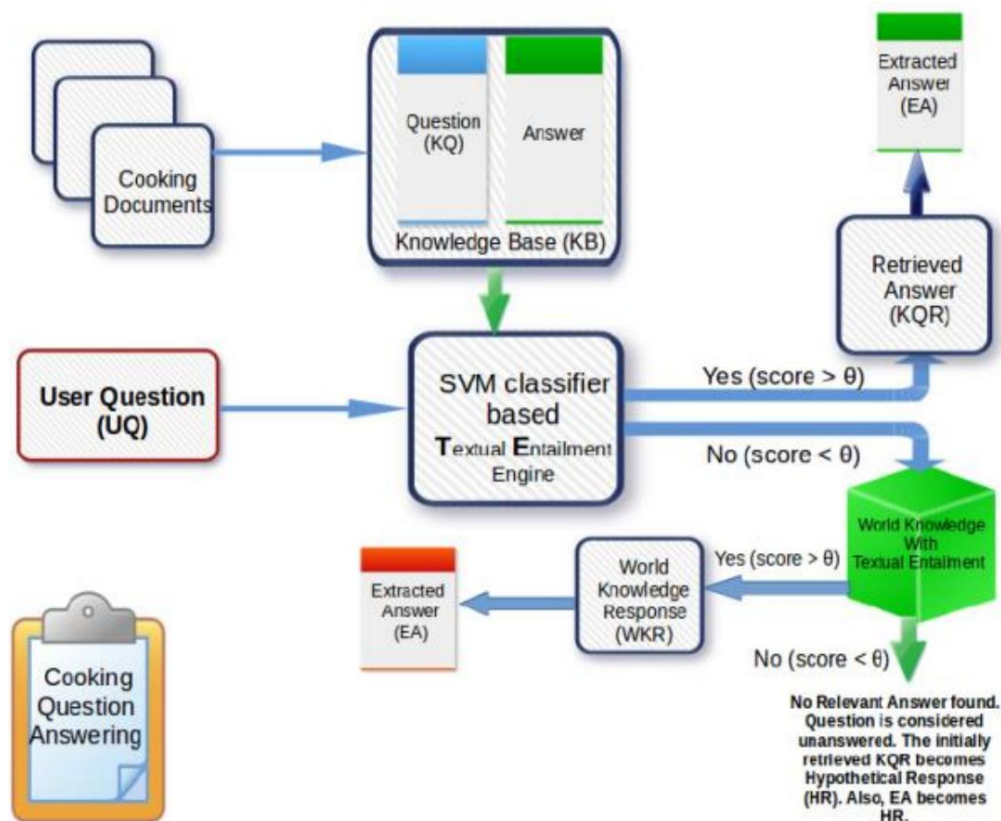 Cooking
Documents
Question
(KQ)
Answer
Knowledge Base (KB)
Extracted
Answer
(EA)
Retrieved
Answer
(KQR)
User Question
(UQ)
SVM classifier
based
Textual Entailment
Engine
Yes (score > θ)
No (score < θ)
World Knowledge
With
Textual Entailment
Yes (score > θ)
World
Knowledge
Response
(WKR)
Extracted
Answer
(EA)
No (score < θ)
No Relevant Answer found.
Question is considered
unanswered. The initially
retrieved KQR becomes
Hypothetical Response
(HR). Also, EA becomes
HR.
Cooking
Question
Answering